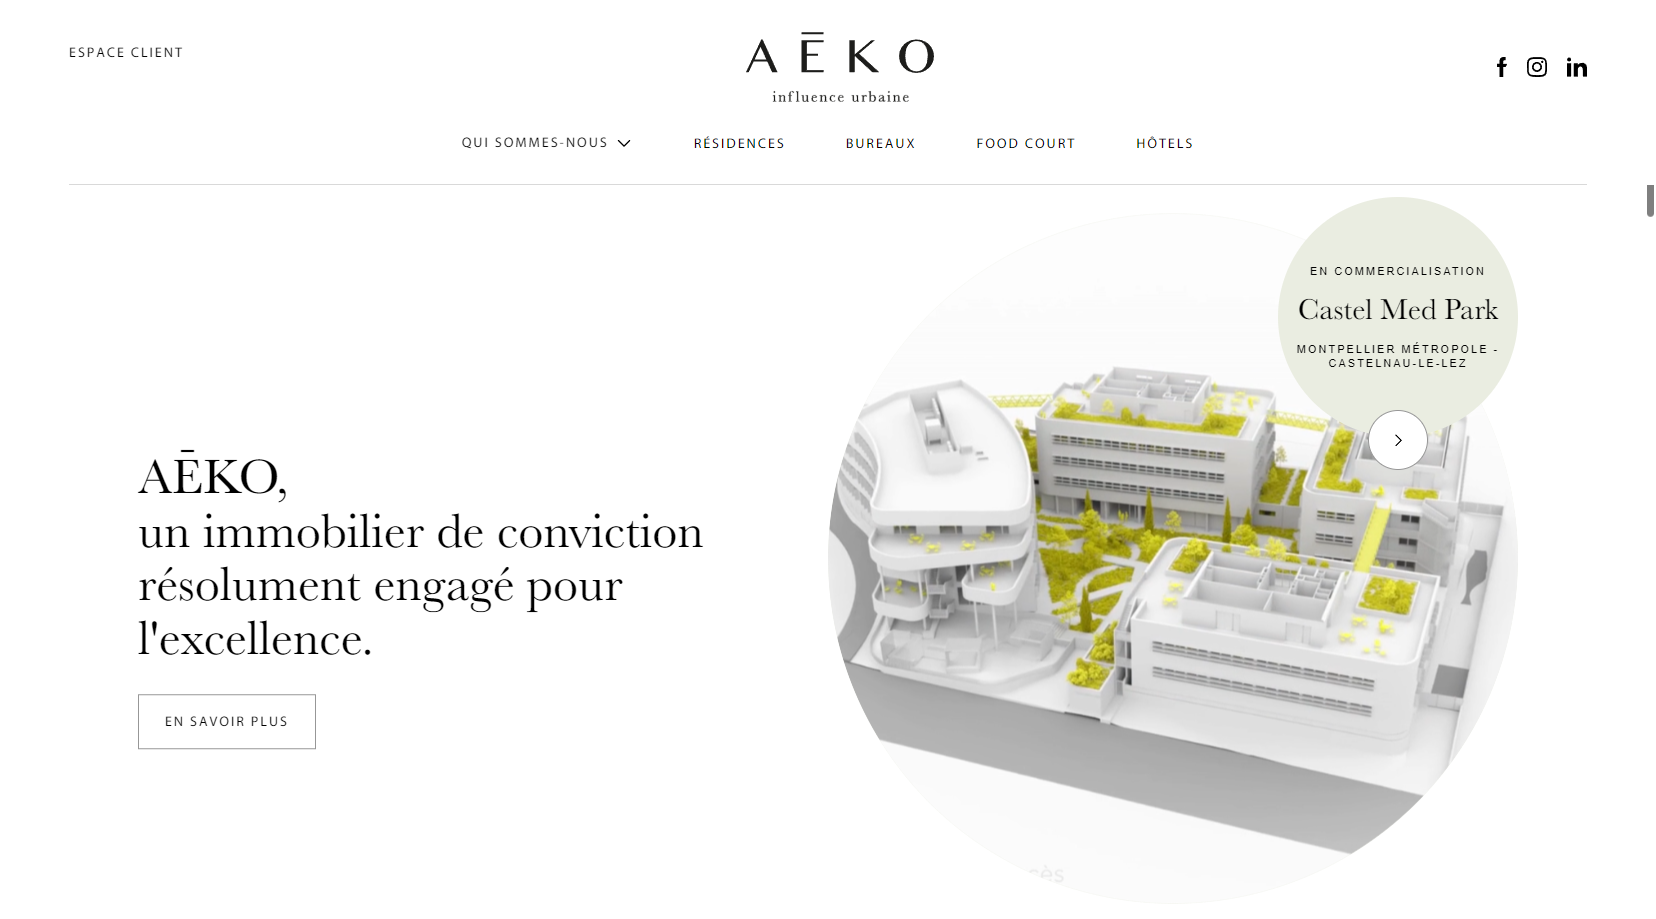 ESPACE CLIENT
AĒKO
influence urbaine
QUI SOMMES-NOUS
RÉSIDENCES
BUREAUX
FOOD COURT
HÔTELS
EN COMMERCIALISATION
Castel Med Park
MONTPELLIER MÉTROPOLE -
CASTELNAU-LE-LEZ
AĒKO,
un immobilier de conviction
résolument engagé pour
l'excellence.
EN SAVOIR PLUS